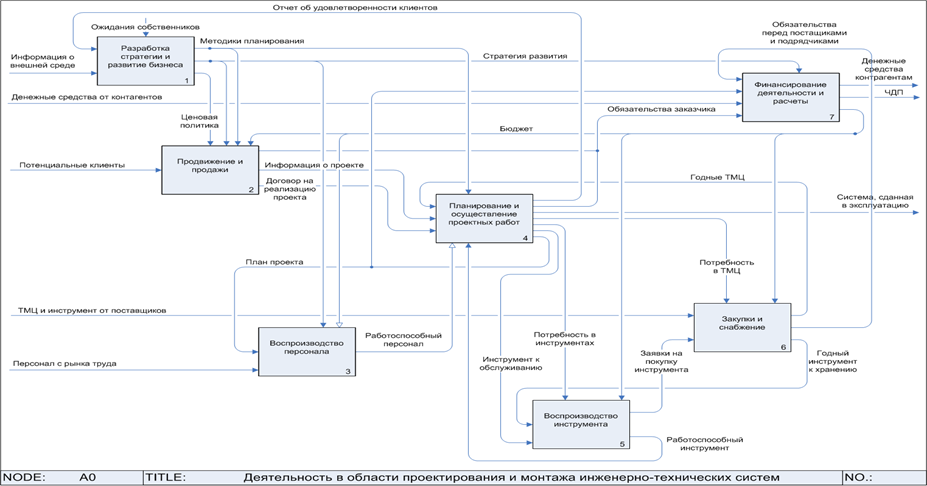 Отчет об удовлетворенности клиентов
Ожидания собственников
Обязательства
перед постащиками
и подрядчиками
Методики планирования
Разработка
стратегии и
развитие бизнеса
1
Информация о
внешней среде
Стратегия развития
Денежные
средства
контрагентам
Финансирование
деятельности и
расчеты
7
ЧДП
Денежные средства от контагентов
Обязательства заказчика
Ценовая
политика
Бюджет
Потенциальные клиенты
Продвижение и
продажи
2
Информация о проекте
Договор на
реализацию
проекта
Годные ТМЦ
Планирование и
осуществление
проектных работ
4
Система, сданная
в эксплуатацию
План проекта
Потребность
в ТМЦ
ТМЦ и инструмент от поставщиков
Закупки и
снабжение
6
Воспроизводство
персонала
3
Работоспособный
персонал
Потребность в
инструментах
Инструмент к
обслуживанию
Заявки на
покупку
инструмента
Годный
инструмент
к хранению
Персонал с рынка труда
Воспроизводство
инструмента
5
Работоспособный
инструмент
NODE: A0 TITLE: Деятельность в области проектирования и монтажа инженерно-технических систем NO.: